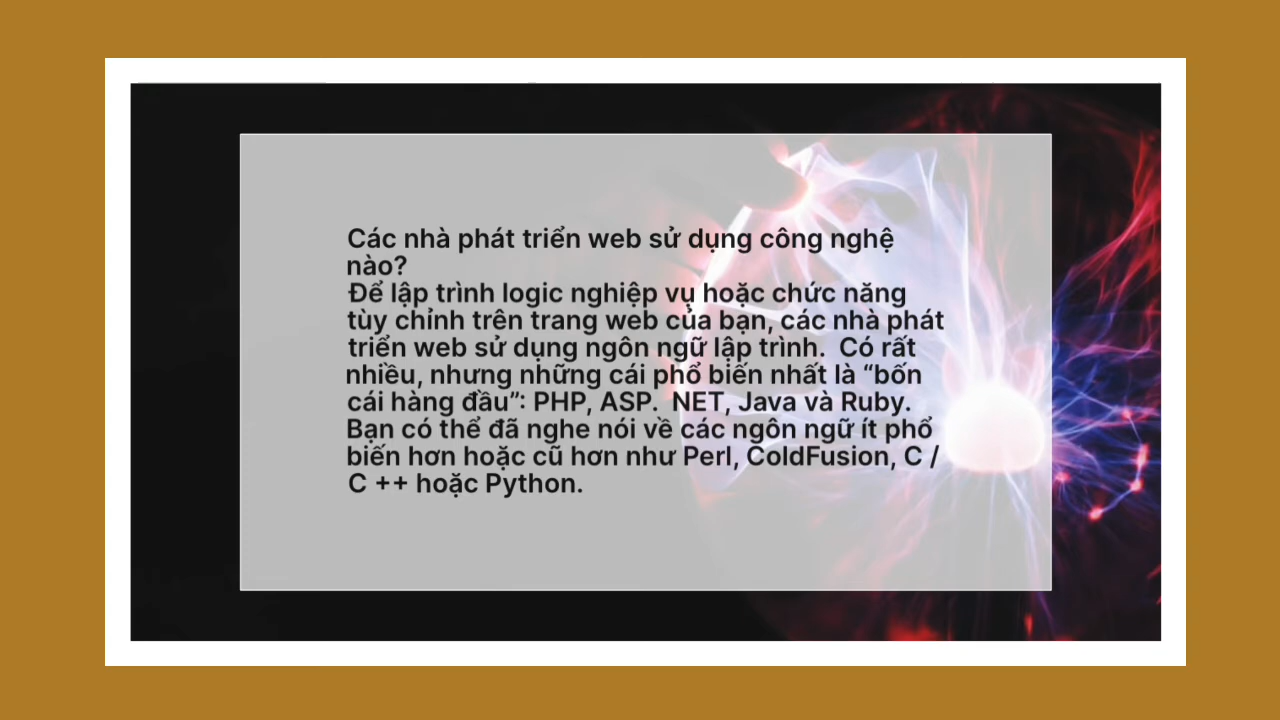 Các nhà phát triển web sử dụng công nghệ
nào?
Để lập trình logic nghiệp vụ hoặc chức năng
tùy chỉnh trên trang web của bạn, các nhà phát
triển web sử dụng ngôn ngữ lập trình.  Có rất
nhiều, nhưng những cái phổ biến nhất là “bốn
cái hàng đầu”: PHP, ASP.  NET, Java và Ruby.
Bạn có thể đã nghe nói về các ngôn ngữ ít phổ
biến hơn hoặc cũ hơn như Perl, ColdFusion, C /
C ++ hoặc Python.